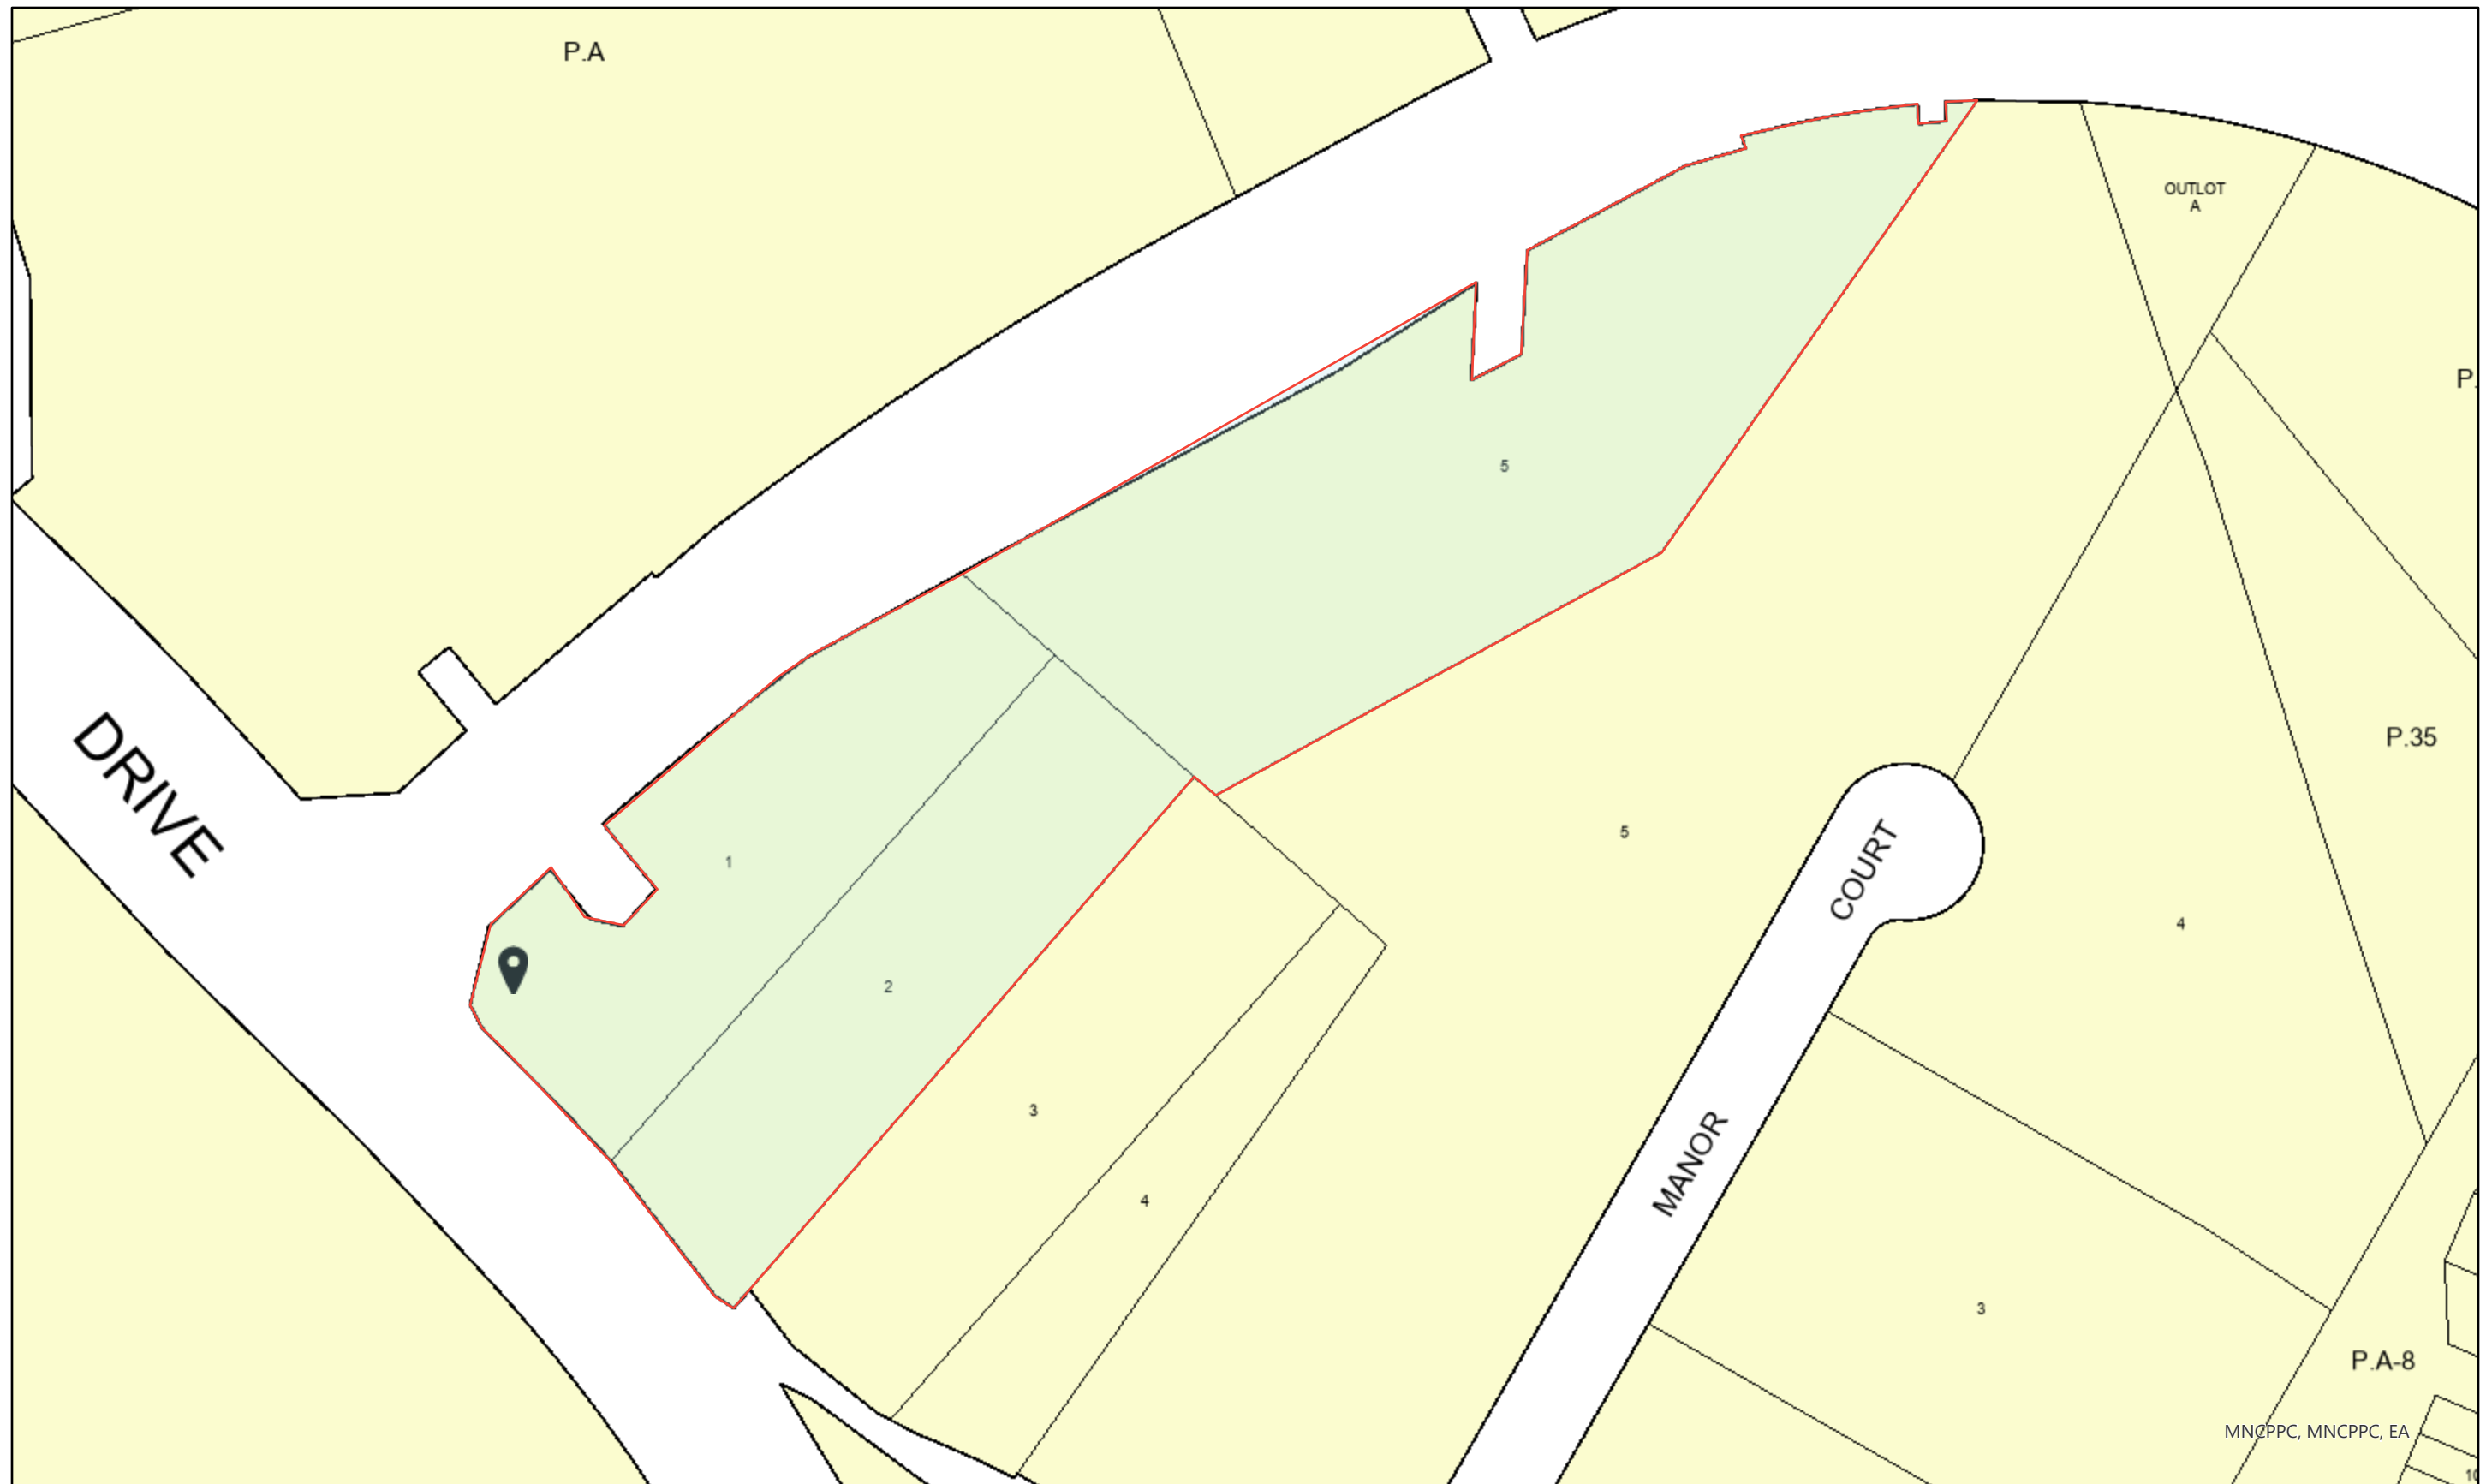 P.A
OUTLOT
A
P.
5
DRIVE
P.35
5
1
COURT
4
2
3
MANOR
4
3
P.A-8
MNCPPC, MNCPPC, EA